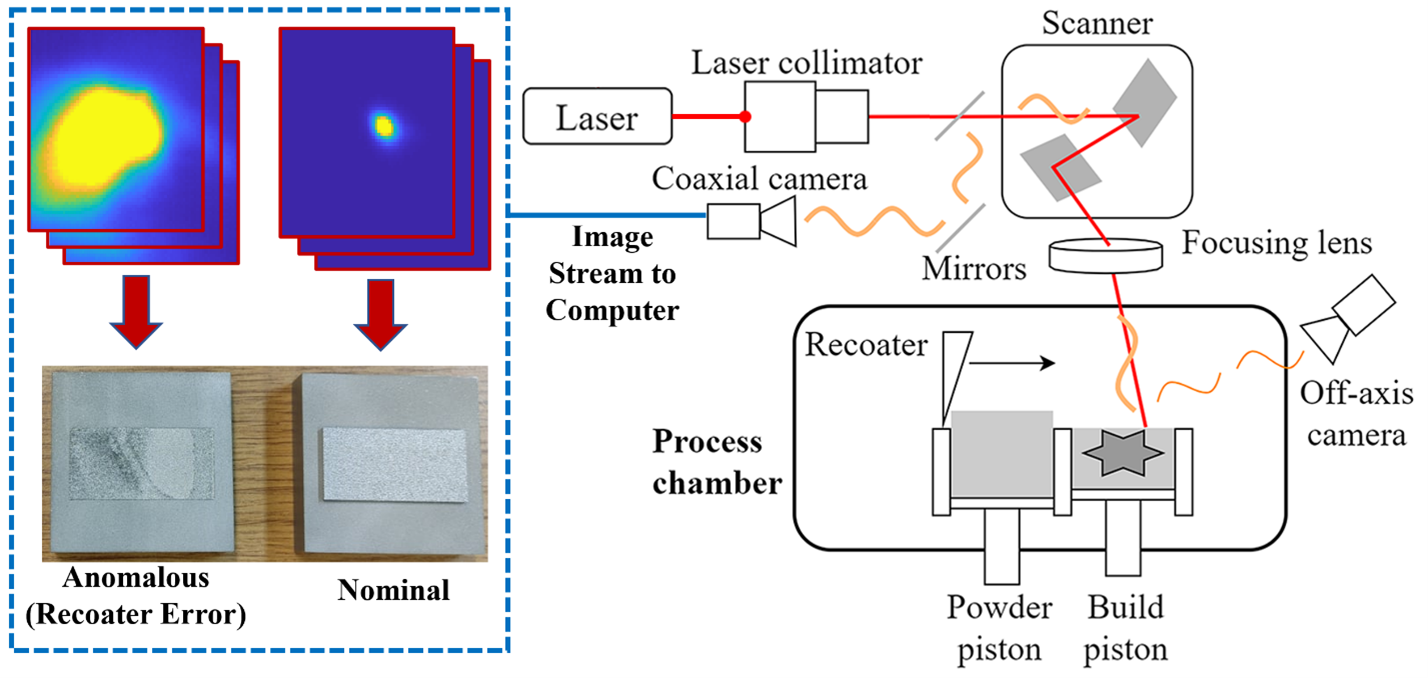 Scanner
Laser collimator
Laser
Coaxial camera
Image
Stream to
Computer
Mirrors
Focusing lens
Recoater
Off-axis
camera
Process
chamber
Anomalous
(Recoater Error)
Nominal
Powder
piston
Build
piston